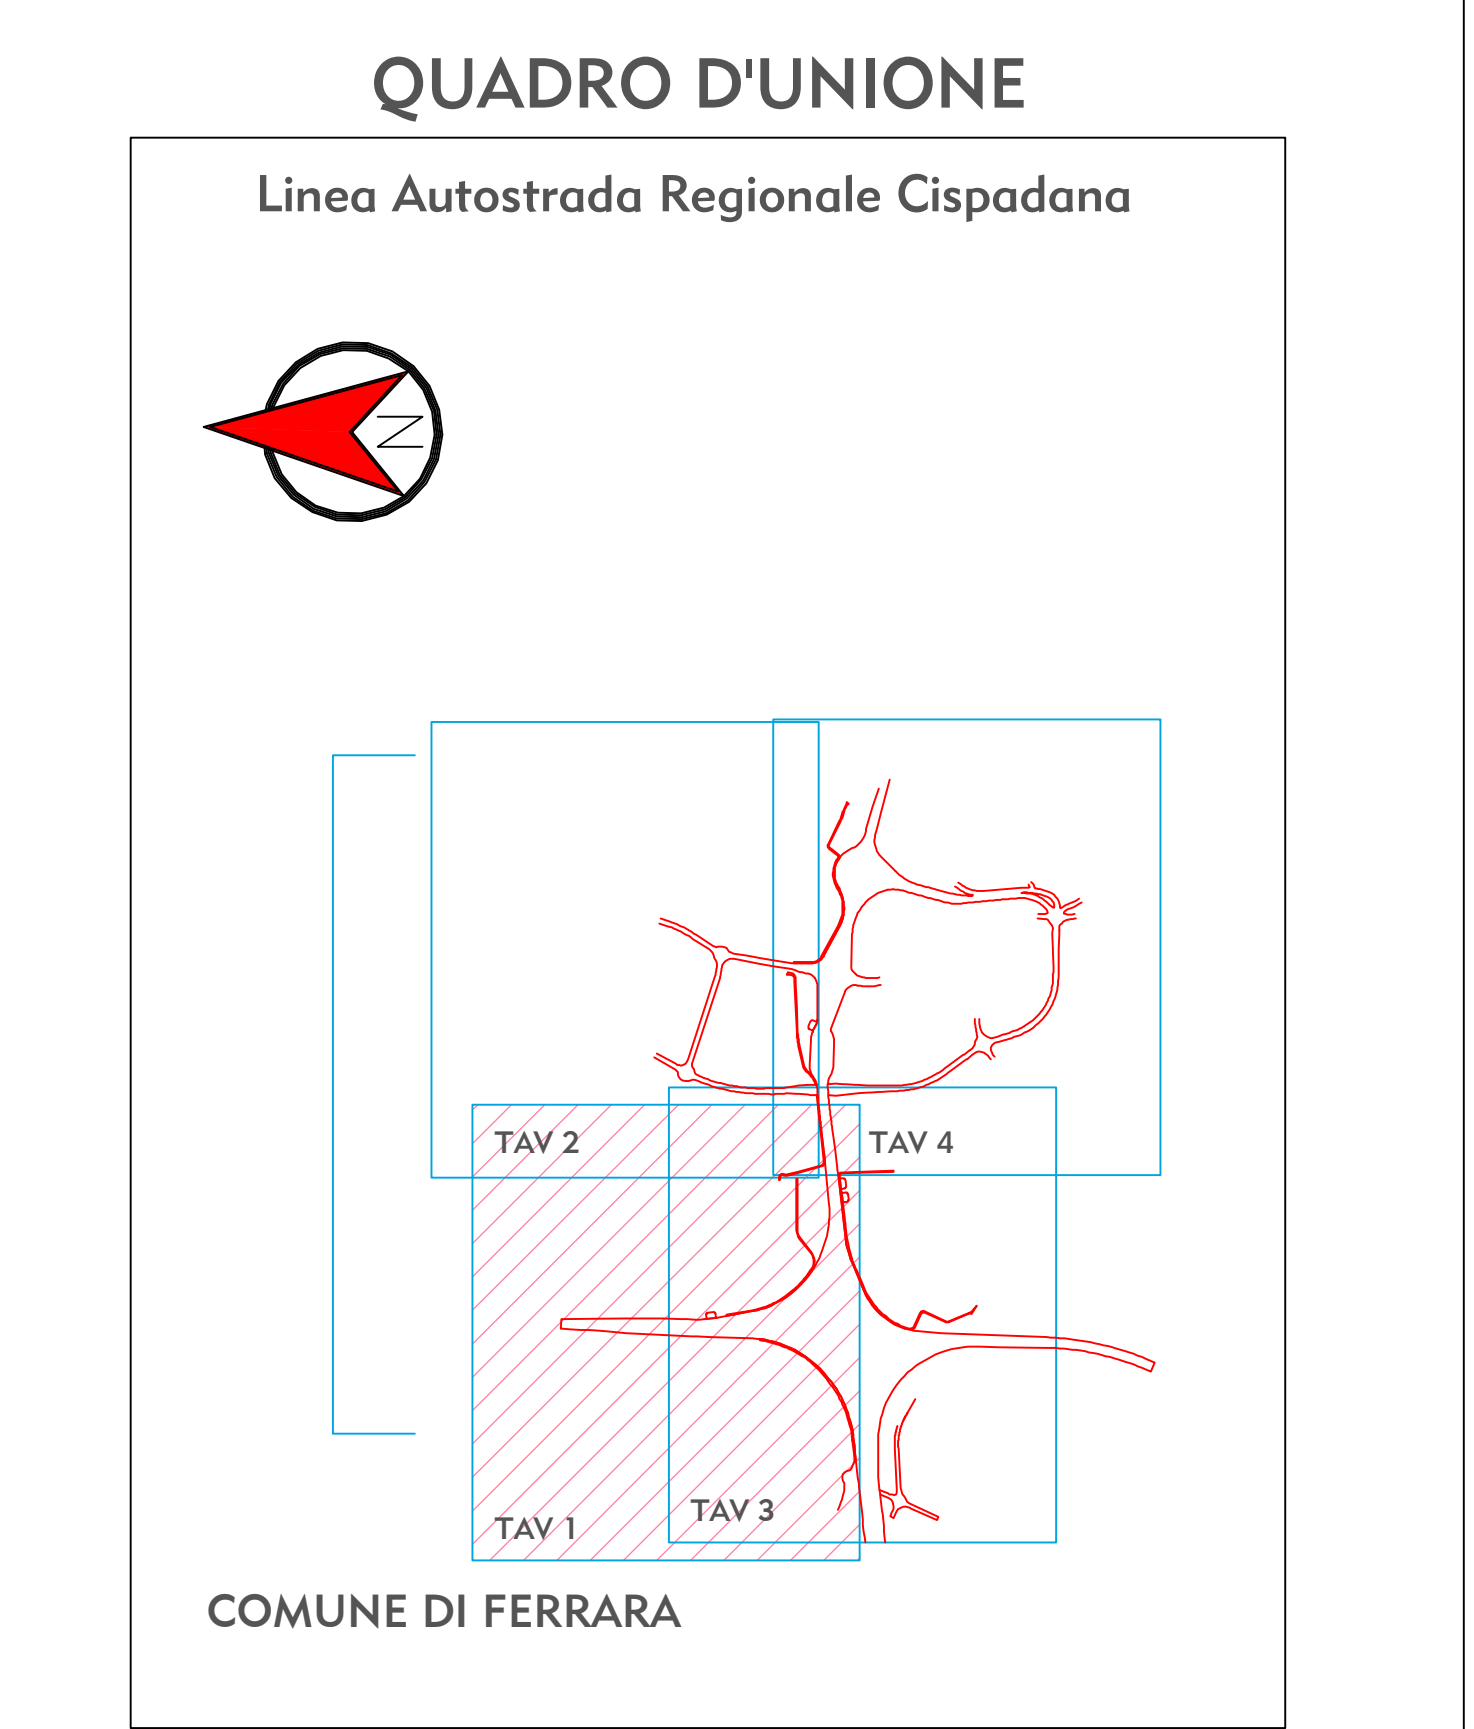 QUADRO D'UNIONE
Linea Autostrada Regionale Cispadana
N
TAV 2
TAV 4
TAV 3
TAV 1
COMUNE DI FERRARA